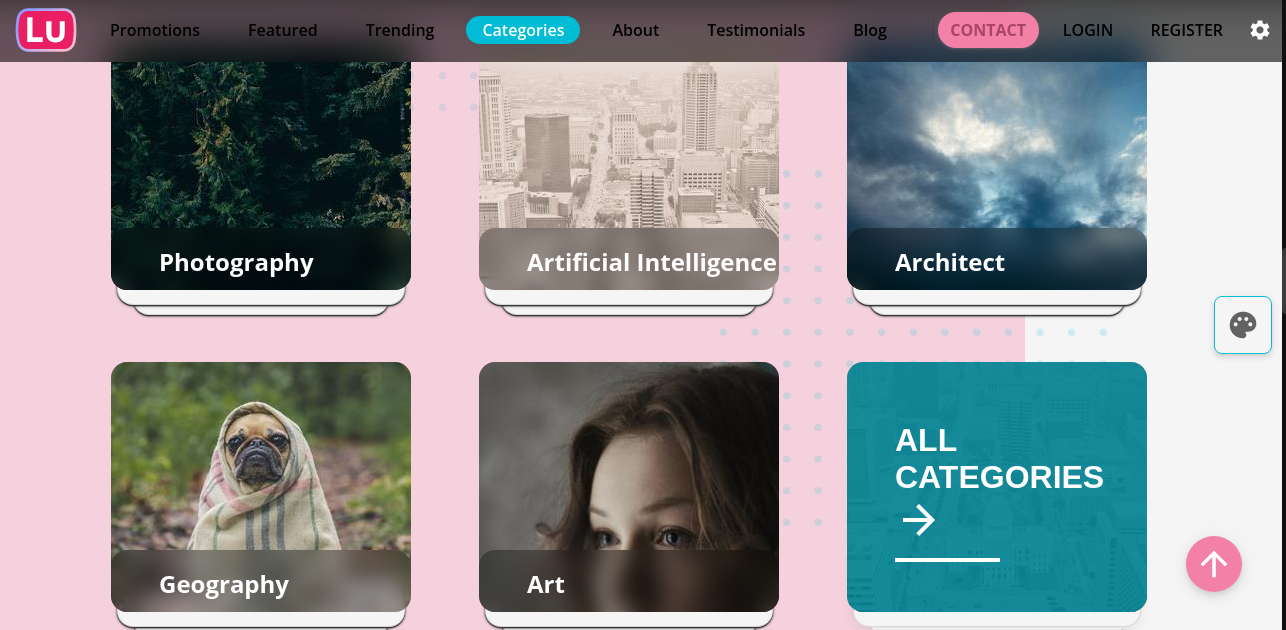 LU
Promotions
Featured
Trending
Categories
About
Testimonials
Blog
CONTACT
LOGIN
REGISTER
Photography
Artificial Intelligence
Architect
Geography
Art
ALL
CATEGORIES